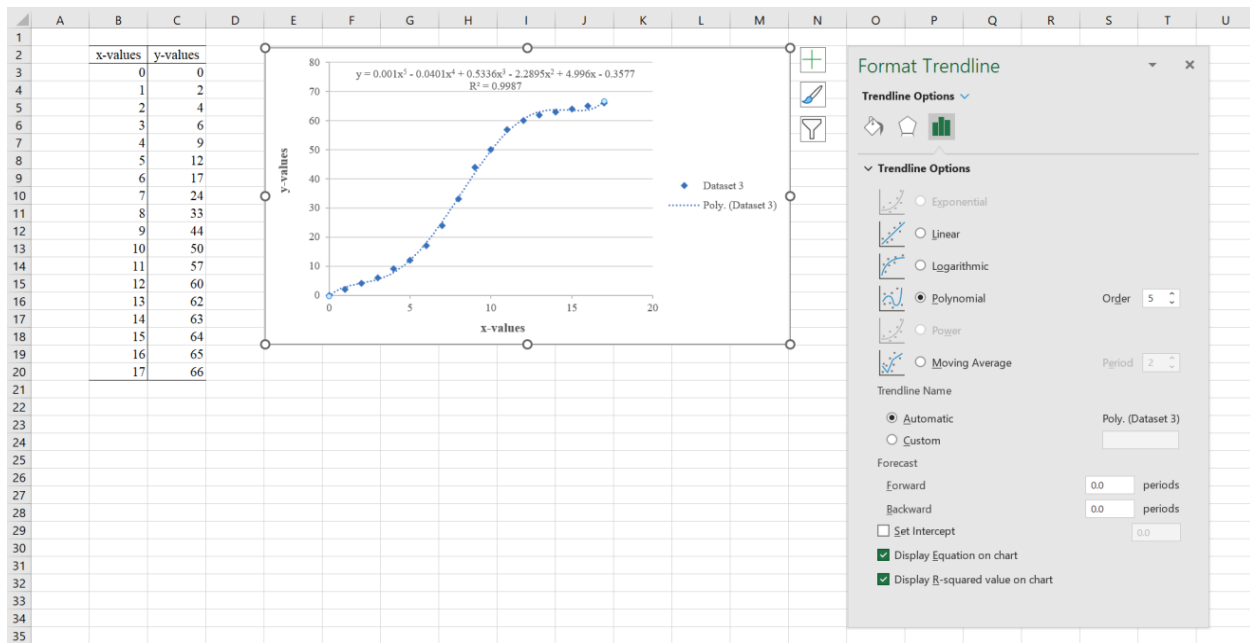 A B C D E F G H I J K L M N O P Q R S T U
1
2 x-values y-values
3 0 0
4 1 2
5 2 4
6 3 6
7 4 9
8 5 12
9 6 17
10 7 24
11 8 33
12 9 44
13 10 50
14 11 57
15 12 60
16 13 62
17 14 63
18 15 64
19 16 65
20 17 66
21
22
23
24
25
26
27
28
29
30
31
32
33
34
35
y = 0.001x⁵ - 0.0401x⁴ + 0.5336x³ - 2.2895x² + 4.996x - 0.3577
R² = 0.9987
80
70
60
50
40
30
20
10
0
y-values
0 5 10 15 20
x-values
Dataset 3
Poly. (Dataset 3)
Format Trendline
Trendline Options
Trendline Options
Exponential
Linear
Logarithmic
Polynomial Order 5
Power
Moving Average Period 2
Trendline Name
Automatic Poly. (Dataset 3)
Custom
Forecast
Forward 0.0 periods
Backward 0.0 periods
Set Intercept 0.0
Display Equation on chart
Display R-squared value on chart